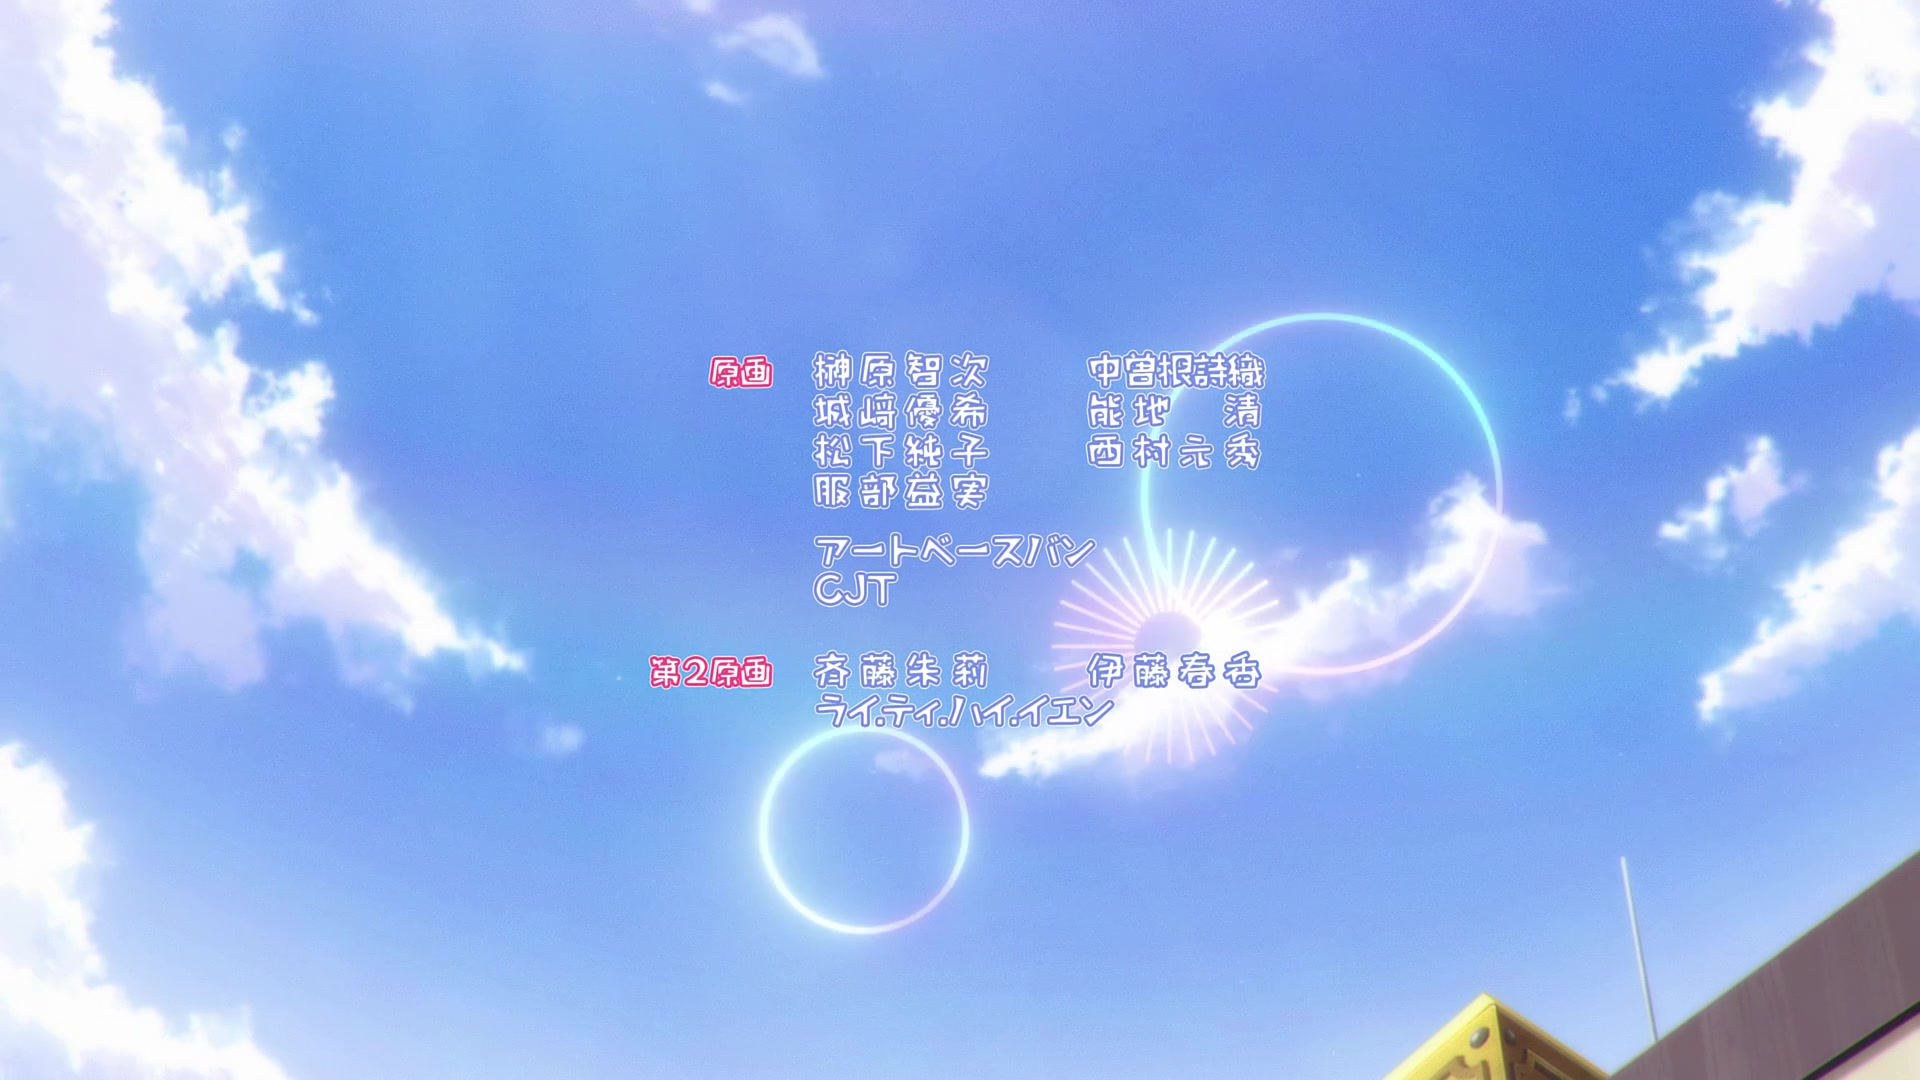 原画 榊原智次 中曽根詩織
城﨑優希 能地 清
松下純子 西村元秀
服部益実
アートベースバン
CJT
第2原画 斉藤朱莉 伊藤春香
ライ.ティ.ハイ.イエン